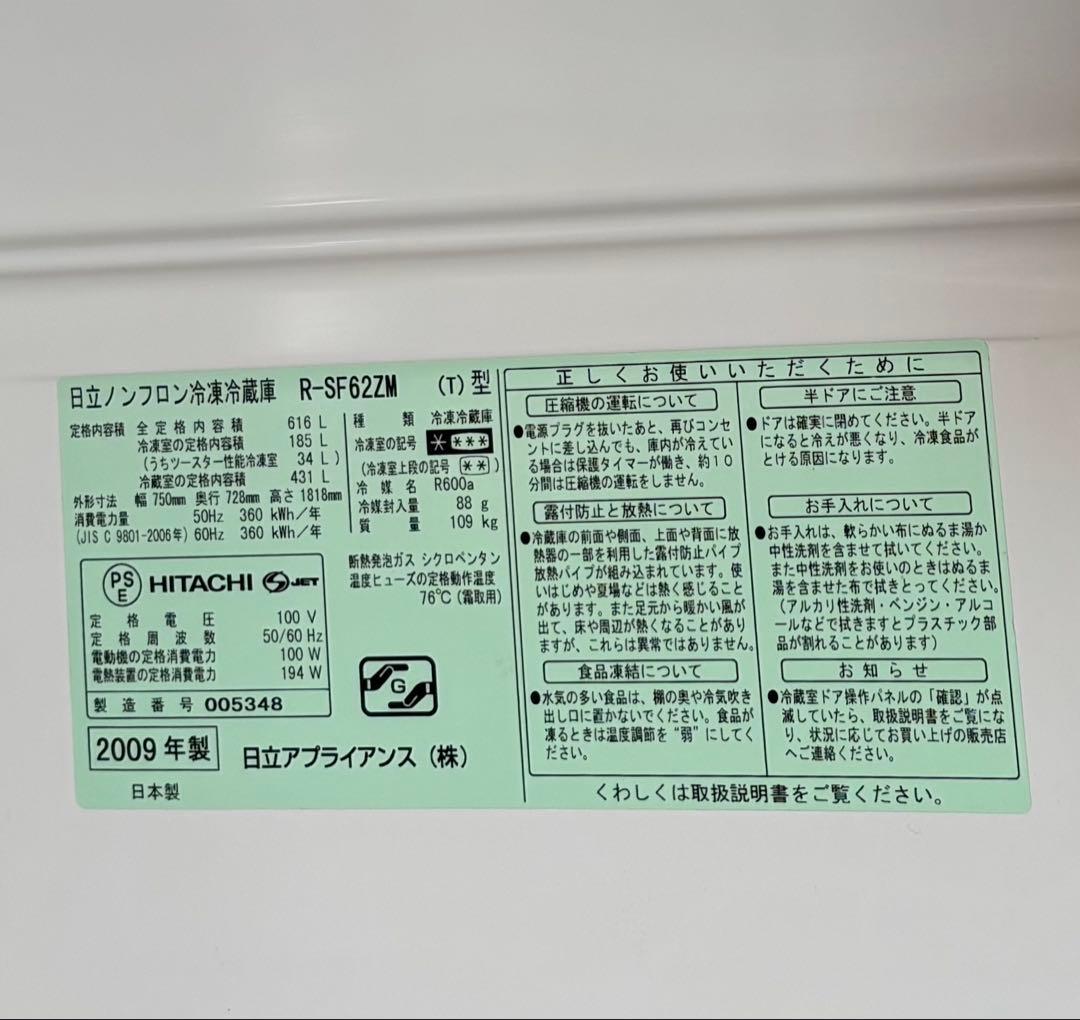 日立ノンフロン冷凍冷蔵庫 R-SF62ZM (T)型
定格内容積 全定格内容積 616 L
冷凍室の定格内容積 185 L
(うちツースター性能冷凍室 34 L)
冷蔵室の定格内容積 431 L
外形寸法 幅 750mm 奥行 728mm 高さ 1818mm
消費電力量 50Hz 360 kWh/年
(JIS C 9801-2006年) 60Hz 360 kWh/年
種類 冷凍冷蔵庫
冷凍室の記号 ****
(冷凍室上段の記号 **)
冷媒名 R600a
冷媒封入量 88 g
質量 109 kg
断熱発泡ガス シクロペンタン
温度ヒューズの定格動作温度
76℃(霜取用)
PS
E
HITACHI JET
定格電圧 100 V
定格周波数 50/60 Hz
電動機の定格消費電力 100 W
電熱装置の定格消費電力 194 W
製造番号 005348
G
2009年製
日立アプライアンス(株)
日本製
正しくお使いいただくために
圧縮機の運転について
●電源プラグを抜いたあと、再びコンセ
ントに差し込んでも、庫内が冷えてい
る場合は保護タイマーが働き、約10
分間は圧縮機の運転をしません。
露付防止と放熱について
●冷蔵庫の前面や側面、上面や背面に放
熱器の一部を利用した露付防止パイプ
放熱パイプが組み込まれています。使
いはじめや夏場などは熱く感じること
があります。また足元から暖かい風が
出て、床や周辺が熱くなることがあり
ますが、これらは異常ではありません。
食品凍結について
●水気の多い食品は、棚の奥や冷気吹き
出し口に置かないでください。食品が
凍るときは温度調節を“弱”にしてく
ださい。
半ドアにご注意
●ドアは確実に閉めてください。半ドア
になると冷えが悪くなり、冷凍食品が
とける原因になります。
お手入れについて
●お手入れは、軟らかい布にぬるま湯か
中性洗剤を含ませて拭いてください。
また中性洗剤をお使いのときはぬるま
湯を含ませた布で拭きとってください。
(アルカリ性洗剤・ベンジン・アルコ
ールなどで拭きますとプラスチック部
品が割れることがあります)
お知らせ
●冷蔵室ドア操作パネルの「確認」が点
滅していたら、取扱説明書をご覧にな
り、状況に応じてお買い上げの販売店
へご連絡ください。
くわしくは取扱説明書をご覧ください。